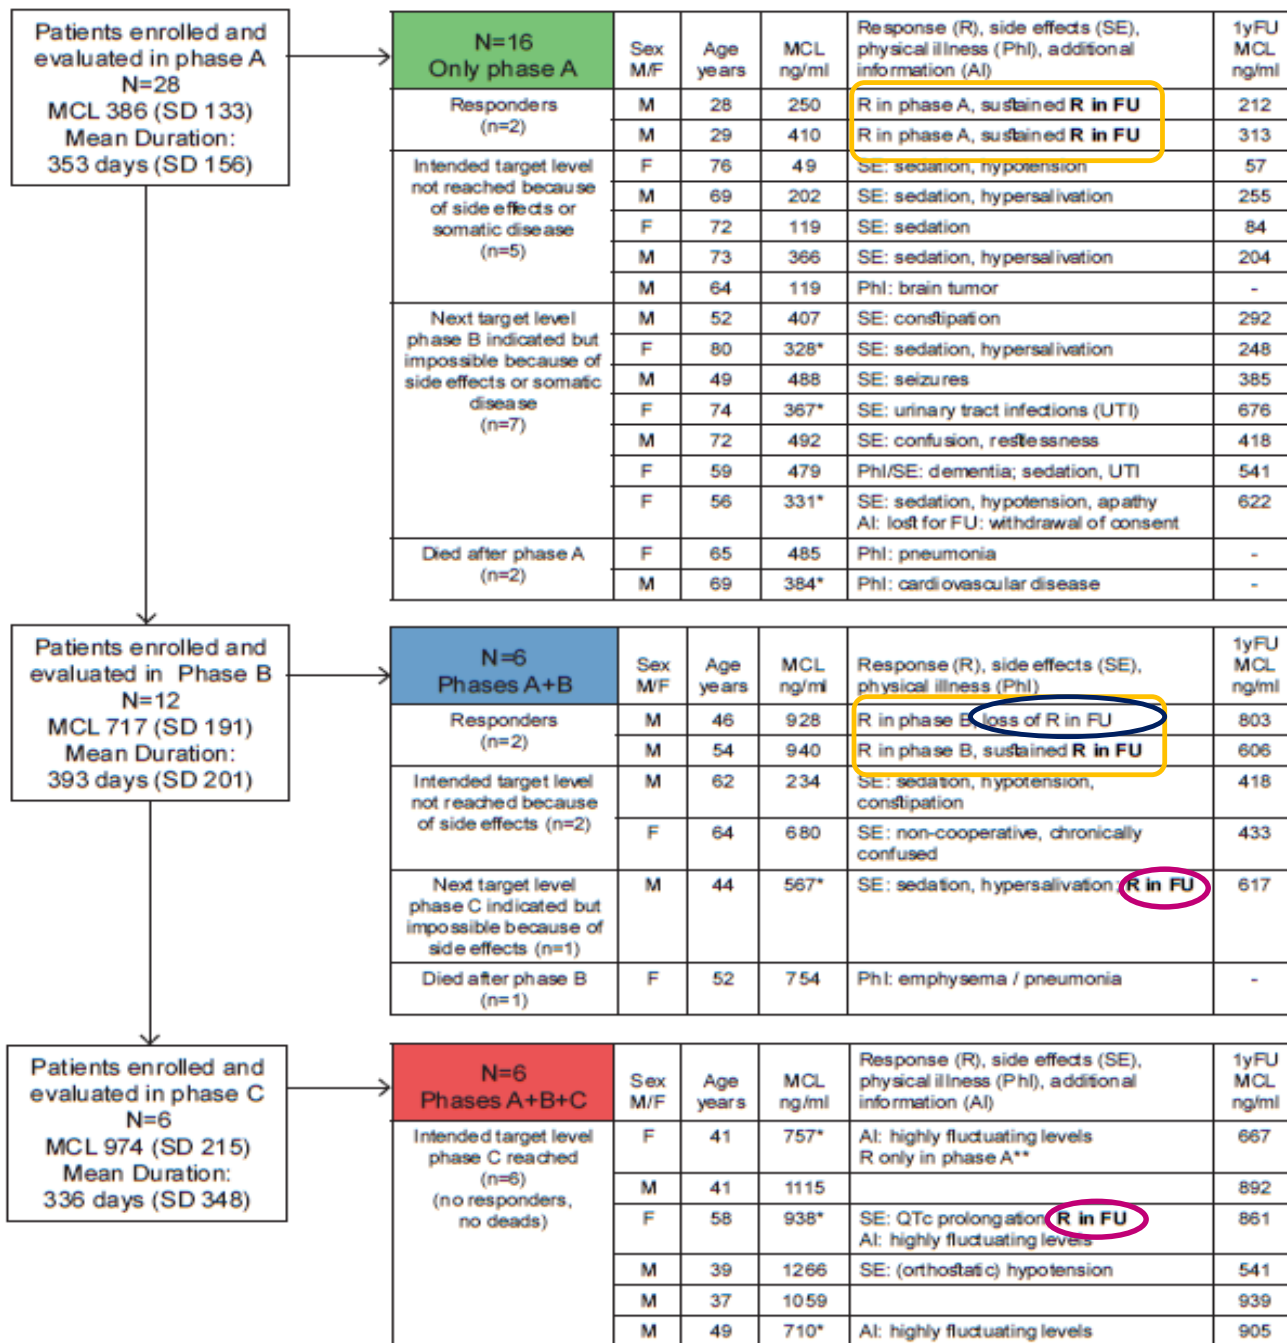 Patients enrolled and
evaluated in phase A
N=28
MCL 386 (SD 133)
Mean Duration:
353 days (SD 156)
N=16
Only phase A
Sex
M/F
Age
years
MCL
ng/ml
Response (R), side effects (SE),
physical illness (PhI), additional
information (AI)
1yFU
MCL
ng/ml
Responders
(n=2)
M 28 250 R in phase A, sustained R in FU 212
M 29 410 R in phase A, sustained R in FU 313
Intended target level
not reached because
of side effects or
somatic disease
(n=5)
F 76 49 SE: sedation, hypotension 57
M 69 202 SE: sedation, hypersalivation 255
F 72 119 SE: sedation 84
M 73 366 SE: sedation, hypersalivation 204
M 64 119 PhI: brain tumor -
Next target level
phase B indicated but
impossible because of
side effects or somatic
disease
(n=7)
M 52 407 SE: constipation 292
F 80 328* SE: sedation, hypersalivation 248
M 49 488 SE: seizures 385
F 74 367* SE: urinary tract infections (UTI) 676
M 72 492 SE: confusion, restlessness 418
F 59 479 PhI/SE: dementia; sedation, UTI 541
F 56 331* SE: sedation, hypotension, apathy 622
AI: lost for FU: withdrawal of consent
Died after phase A
(n=2)
F 65 485 PhI: pneumonia -
M 69 384* PhI: cardiovascular disease -
Patients enrolled and
evaluated in Phase B
N=12
MCL 717 (SD 191)
Mean Duration:
393 days (SD 201)
N=6
Phases A+B
Sex
M/F
Age
years
MCL
ng/ml
Response (R), side effects (SE),
physical illness (PhI)
1yFU
MCL
ng/ml
Responders
(n=2)
M 46 928 R in phase B, loss of R in FU 803
M 54 940 R in phase B, sustained R in FU 606
Intended target level
not reached because
of side effects (n=2)
M 62 234 SE: sedation, hypotension, 418
constipation
F 64 680 SE: non-cooperative, chronically 433
confused
Next target level
phase C indicated but
impossible because of
side effects (n=1)
M 44 567* SE: sedation, hypersalivation; R in FU 617
Died after phase B
(n=1)
F 52 754 PhI: emphysema / pneumonia -
Patients enrolled and
evaluated in phase C
N=6
MCL 974 (SD 215)
Mean Duration:
336 days (SD 348)
N=6
Phases A+B+C
Sex
M/F
Age
years
MCL
ng/ml
Response (R), side effects (SE),
physical illness (PhI), additional
information (AI)
1yFU
MCL
ng/ml
Intended target level
phase C reached
(n=6)
(no responders,
no deads)
F 41 757* AI: highly fluctuating levels 667
R only in phase A**
M 41 1115 892
F 58 938* SE: QTc prolongation R in FU 861
AI: highly fluctuating levels
M 39 1266 SE: (orthostatic) hypotension 541
M 37 1059 939
M 49 710* AI: highly fluctuating levels 905